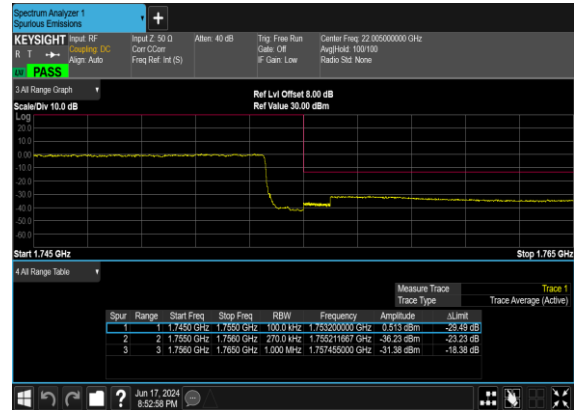 Spectrum Analyzer 1
Spurious Emissions
KEYSIGHT Input: RF Input Z: 50 Ω Atten: 40 dB Trig: Free Run Center Freq: 22.005000000 GHz
R T Coupling: DC Corr CCorr Gate: Off Avg|Hold: 100/100
Align: Auto Freq Ref: Int (S) IF Gain: Low Radio Std: None
PASS
3 All Range Graph
Ref Lvl Offset 8.00 dB
Scale/Div 10.0 dB Ref Value 30.00 dBm
Log
20.0
10.0
0.00
-10.0
-20.0
-30.0
-40.0
-50.0
-60.0
Start 1.745 GHz Stop 1.765 GHz
4 All Range Table
Measure Trace Trace 1
Trace Type Trace Average (Active)
Spur Range Start Freq Stop Freq RBW Frequency Amplitude ΔLimit
1 1 1.7450 GHz 1.7550 GHz 100.0 kHz 1.753200000 GHz 0.513 dBm -29.49 dB
2 2 1.7550 GHz 1.7560 GHz 270.0 kHz 1.755211667 GHz -36.23 dBm -23.23 dB
3 3 1.7560 GHz 1.7650 GHz 1.000 MHz 1.757455000 GHz -31.38 dBm -18.38 dB
? Jun 17, 2024
8:52:58 PM